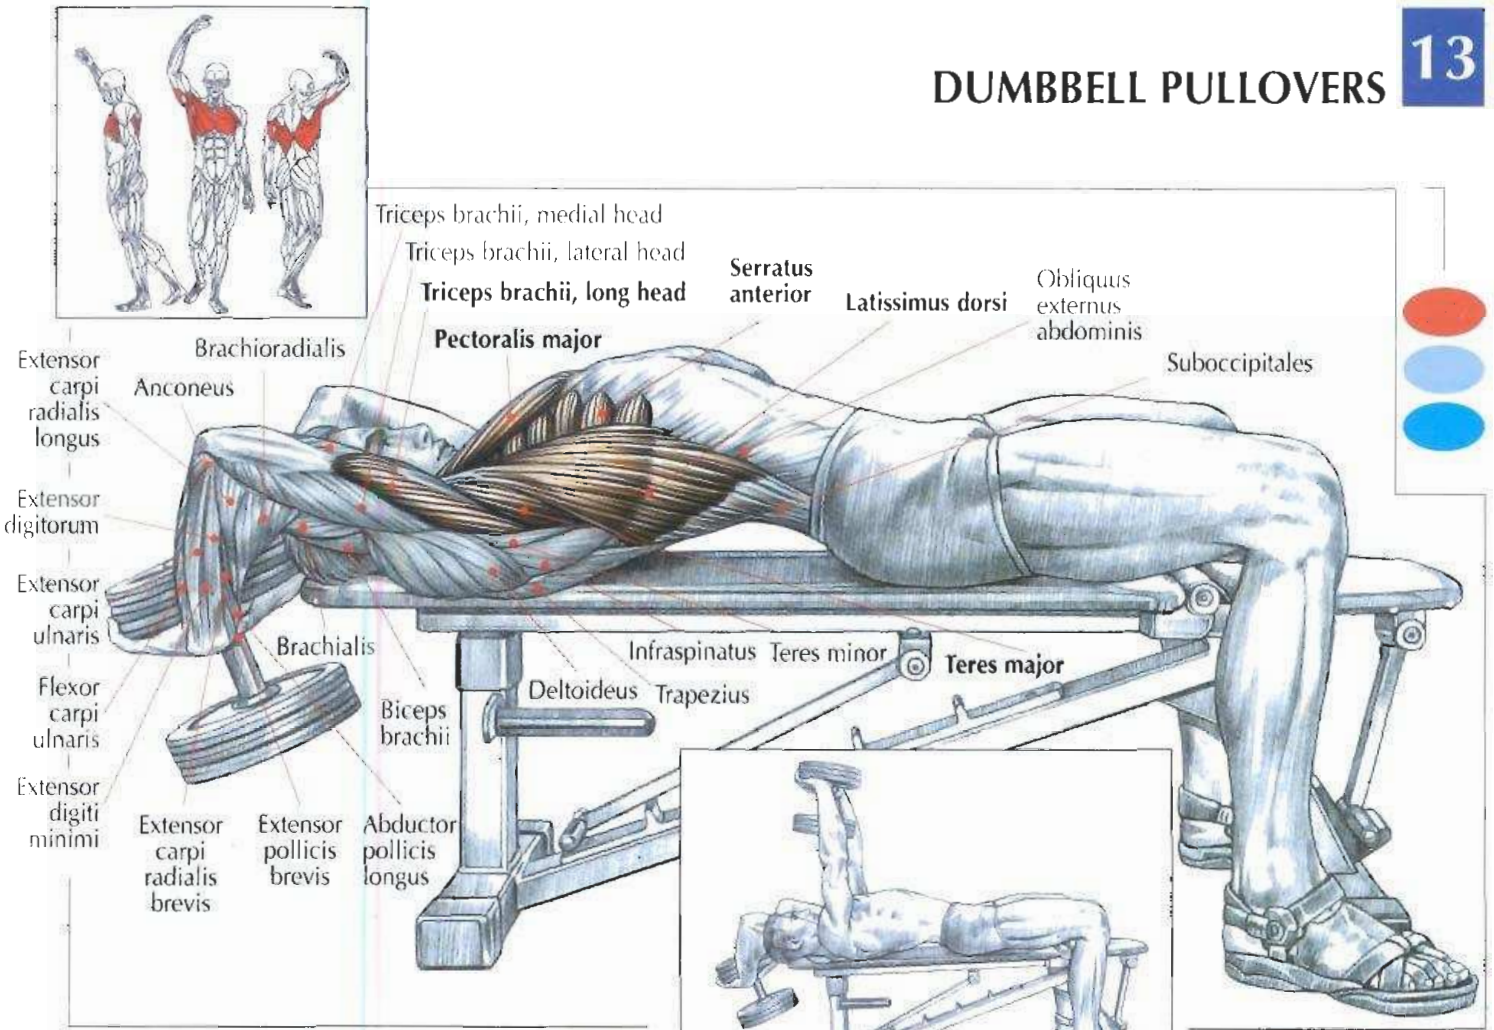 13
DUMBBELL PULLOVERS
Triceps brachii, medial head
Triceps brachii, lateral head
Triceps brachii, long head
Pectoralis major
Serratus
anterior
Latissimus dorsi
Obliquus
externus
abdominis
Suboccipitales
Brachioradialis
Anconeus
Extensor
carpi
radialis
longus
Extensor
digitorum
Extensor
carpi
ulnaris
Flexor
carpi
ulnaris
Extensor
digiti
minimi
Extensor
carpi
radialis
brevis
Extensor
pollicis
brevis
Abductor
pollicis
longus
Brachialis
Biceps
brachii
Deltoideus
Trapezius
Infraspinatus
Teres minor
Teres major